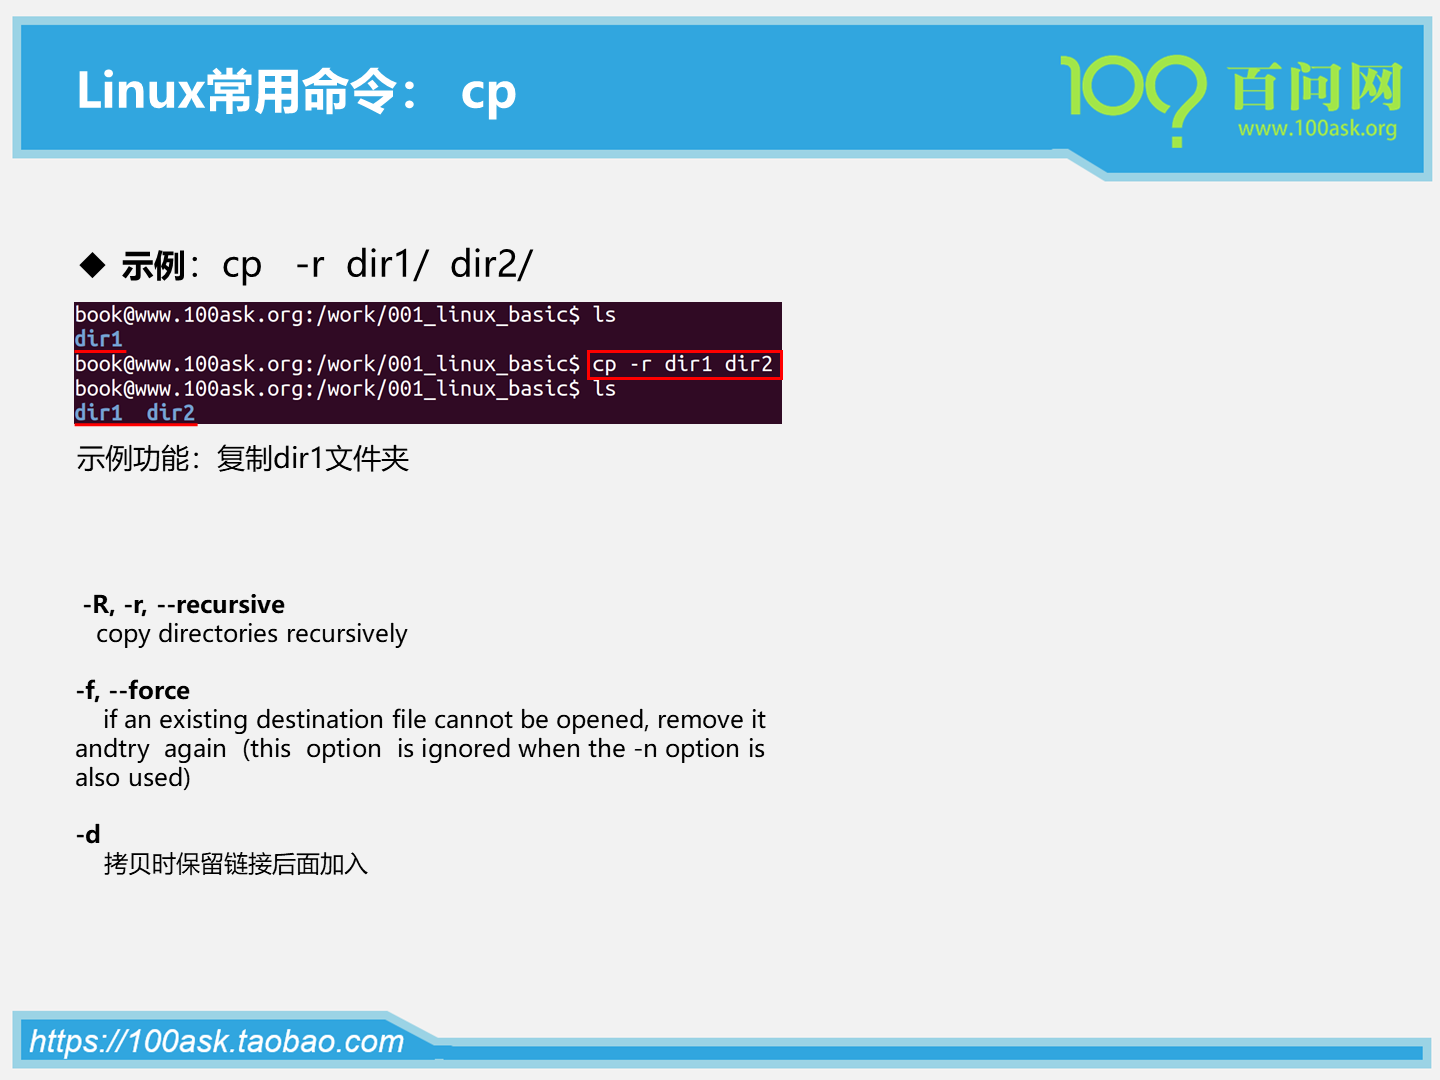 Linux常用命令： cp
100?
百问网
www.100ask.org
◆ 示例：cp -r dir1/ dir2/
book@www.100ask.org:/work/001_linux_basic$ ls
dir1
book@www.100ask.org:/work/001_linux_basic$ cp -r dir1 dir2
book@www.100ask.org:/work/001_linux_basic$ ls
dir1 dir2
示例功能：复制dir1文件夹
-R, -r, --recursive
copy directories recursively
-f, --force
if an existing destination file cannot be opened, remove it
andtry again (this option is ignored when the -n option is
also used)
-d
拷贝时保留链接后面加入
https://100ask.taobao.com